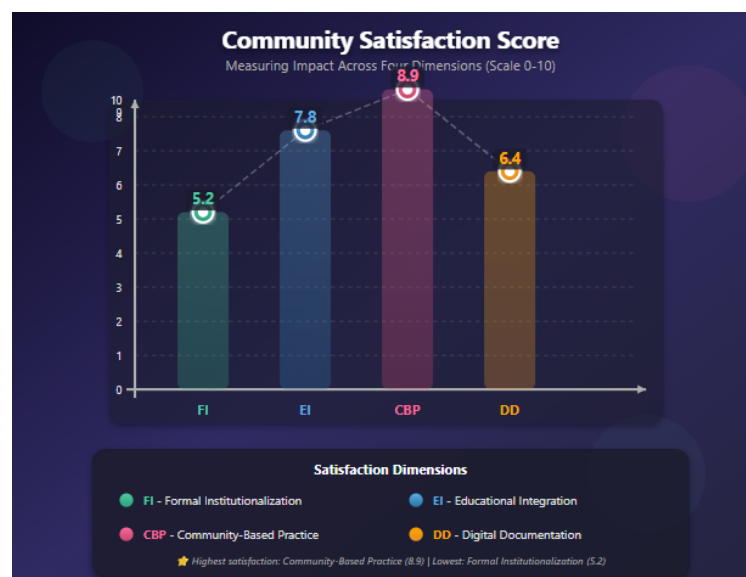 Community Satisfaction Score
Measuring Impact Across Four Dimensions (Scale 0-10)
8.9
10
9
8
7.8
7
6.4
6
5.2
5
4
3
2
1
0
FI EI CBP DD
Satisfaction Dimensions
FI - Formal Institutionalization
EI - Educational Integration
CBP - Community-Based Practice
DD - Digital Documentation
Highest satisfaction: Community-Based Practice (8.9) | Lowest: Formal Institutionalization (5.2)